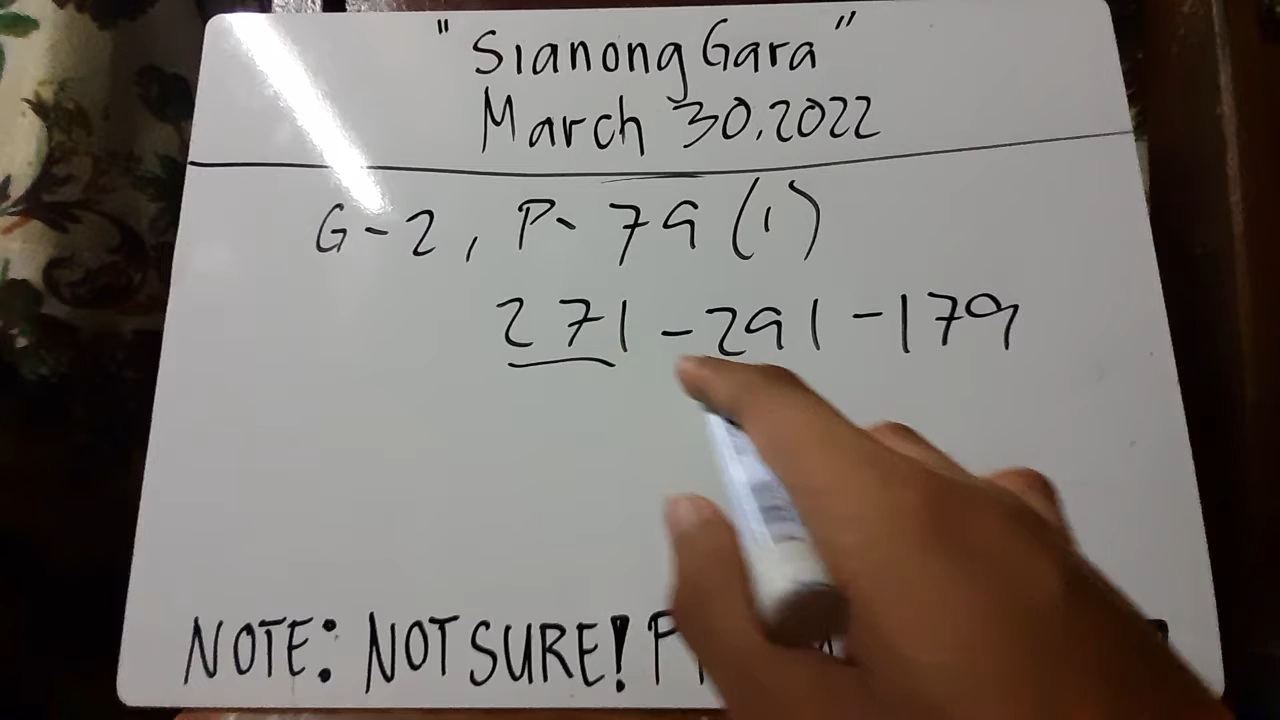 "Sianong Gara"
March 30.2022
G-2, P- 79 (1)
271 - 291 - 179
NOTE: NOT SURE!